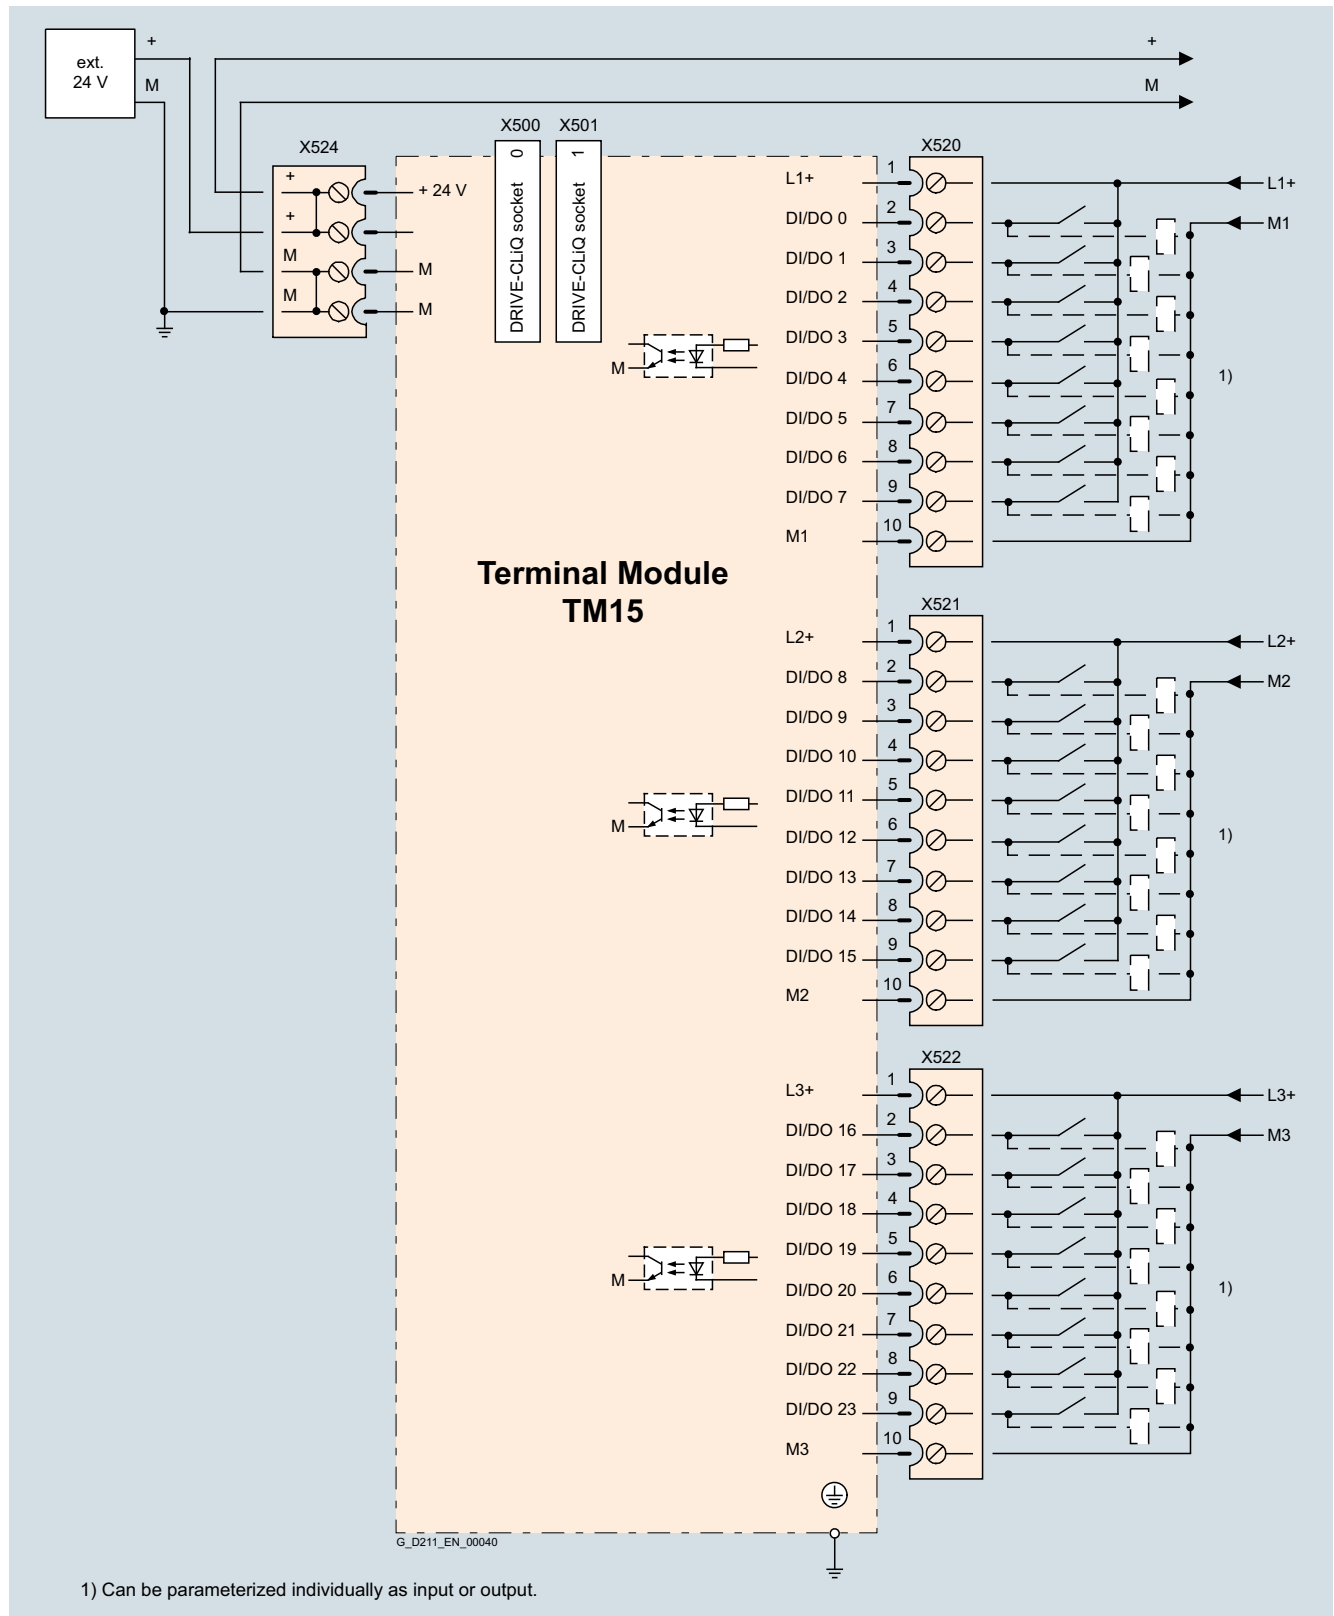 ext.
24 V
+
M
+
M
X524
+
+
M
M
+ 24 V
M
M
X500
X501
DRIVE-CLiQ socket 0
DRIVE-CLiQ socket 1
X520
L1+ 1
DI/DO 0 2
DI/DO 1 3
DI/DO 2 4
DI/DO 3 5
DI/DO 4 6
DI/DO 5 7
DI/DO 6 8
DI/DO 7 9
M1 10
L1+
M1
1)
M
Terminal Module
TM15
X521
L2+ 1
DI/DO 8 2
DI/DO 9 3
DI/DO 10 4
DI/DO 11 5
DI/DO 12 6
DI/DO 13 7
DI/DO 14 8
DI/DO 15 9
M2 10
L2+
M2
1)
M
X522
L3+ 1
DI/DO 16 2
DI/DO 17 3
DI/DO 18 4
DI/DO 19 5
DI/DO 20 6
DI/DO 21 7
DI/DO 22 8
DI/DO 23 9
M3 10
L3+
M3
1)
M
G_D211_EN_00040
1) Can be parameterized individually as input or output.